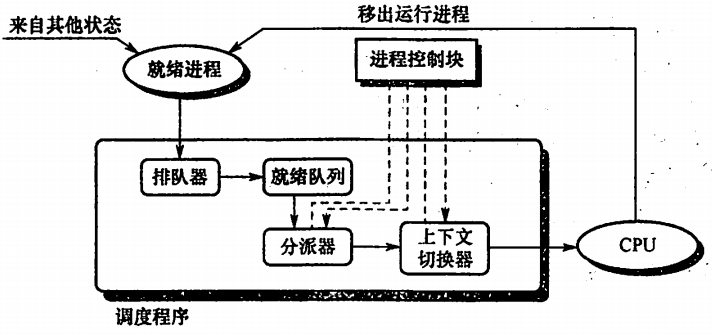 移出运行进程
来自其他状态
进程控制块
就绪进程
排队器
就绪队列
分派器
上下文
切换器
CPU
调度程序